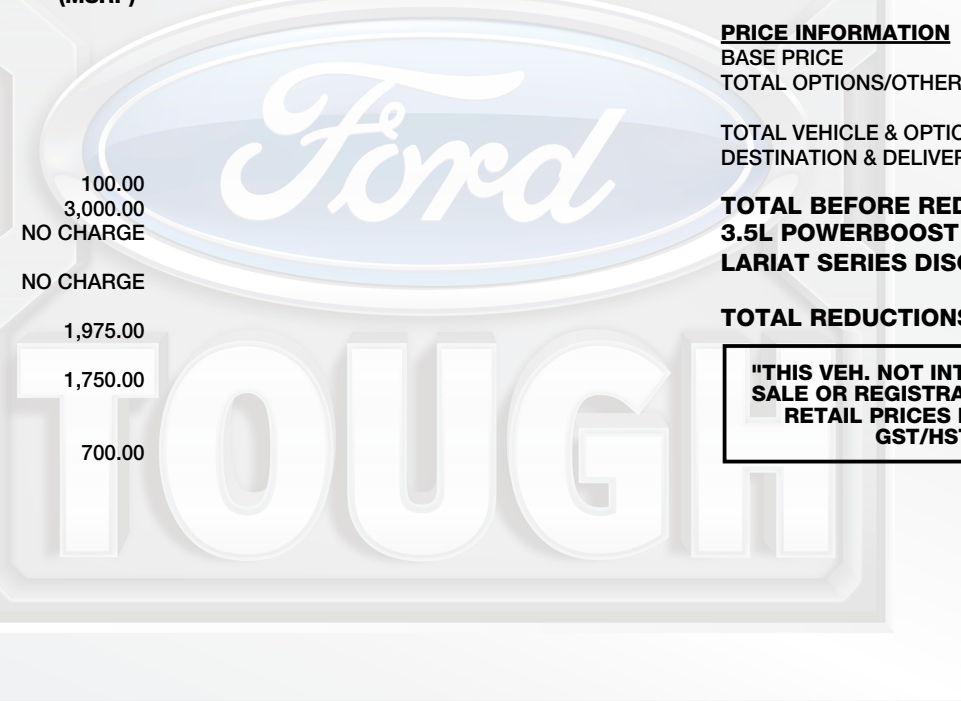 (MSRP)
100.00
3,000.00
NO CHARGE
NO CHARGE
1,975.00
1,750.00
700.00
PRICE INFORMATION
BASE PRICE
TOTAL OPTIONS/OTHER
TOTAL VEHICLE & OPTIO
DESTINATION & DELIVER
TOTAL BEFORE RED
3.5L POWERBOOST
LARIAT SERIES DISC
TOTAL REDUCTIONS
"THIS VEH. NOT INT
SALE OR REGISTRA
RETAIL PRICES
GST/HST
Ford
TOUGH